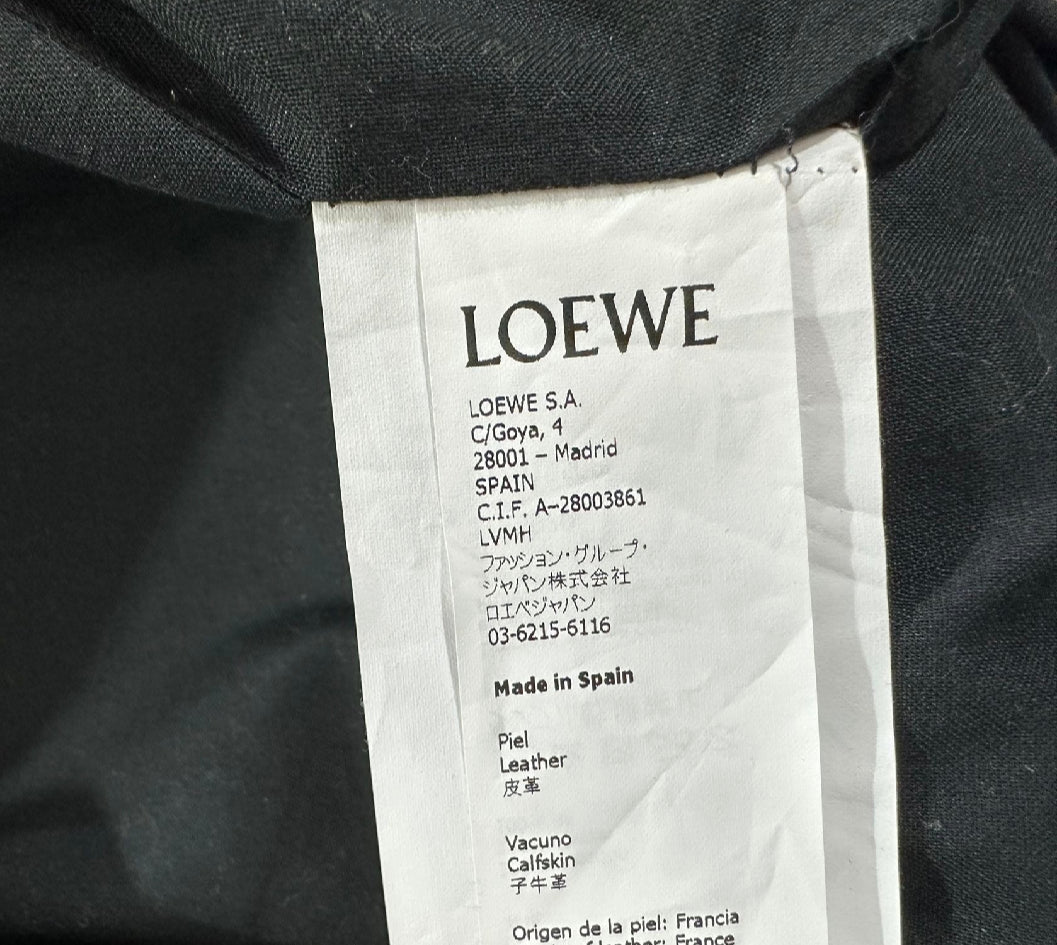 LOEWE
LOEWE S.A.
C/Goya, 4
28001 – Madrid
SPAIN
C.I.F. A-28003861
LVMH
ファッション・グループ・
ジャパン株式会社
ロエベジャパン
03-6215-6116
Made in Spain
Piel
Leather
皮革
Vacuno
Calfskin
子牛革
Origen de la piel: Francia
leather: France